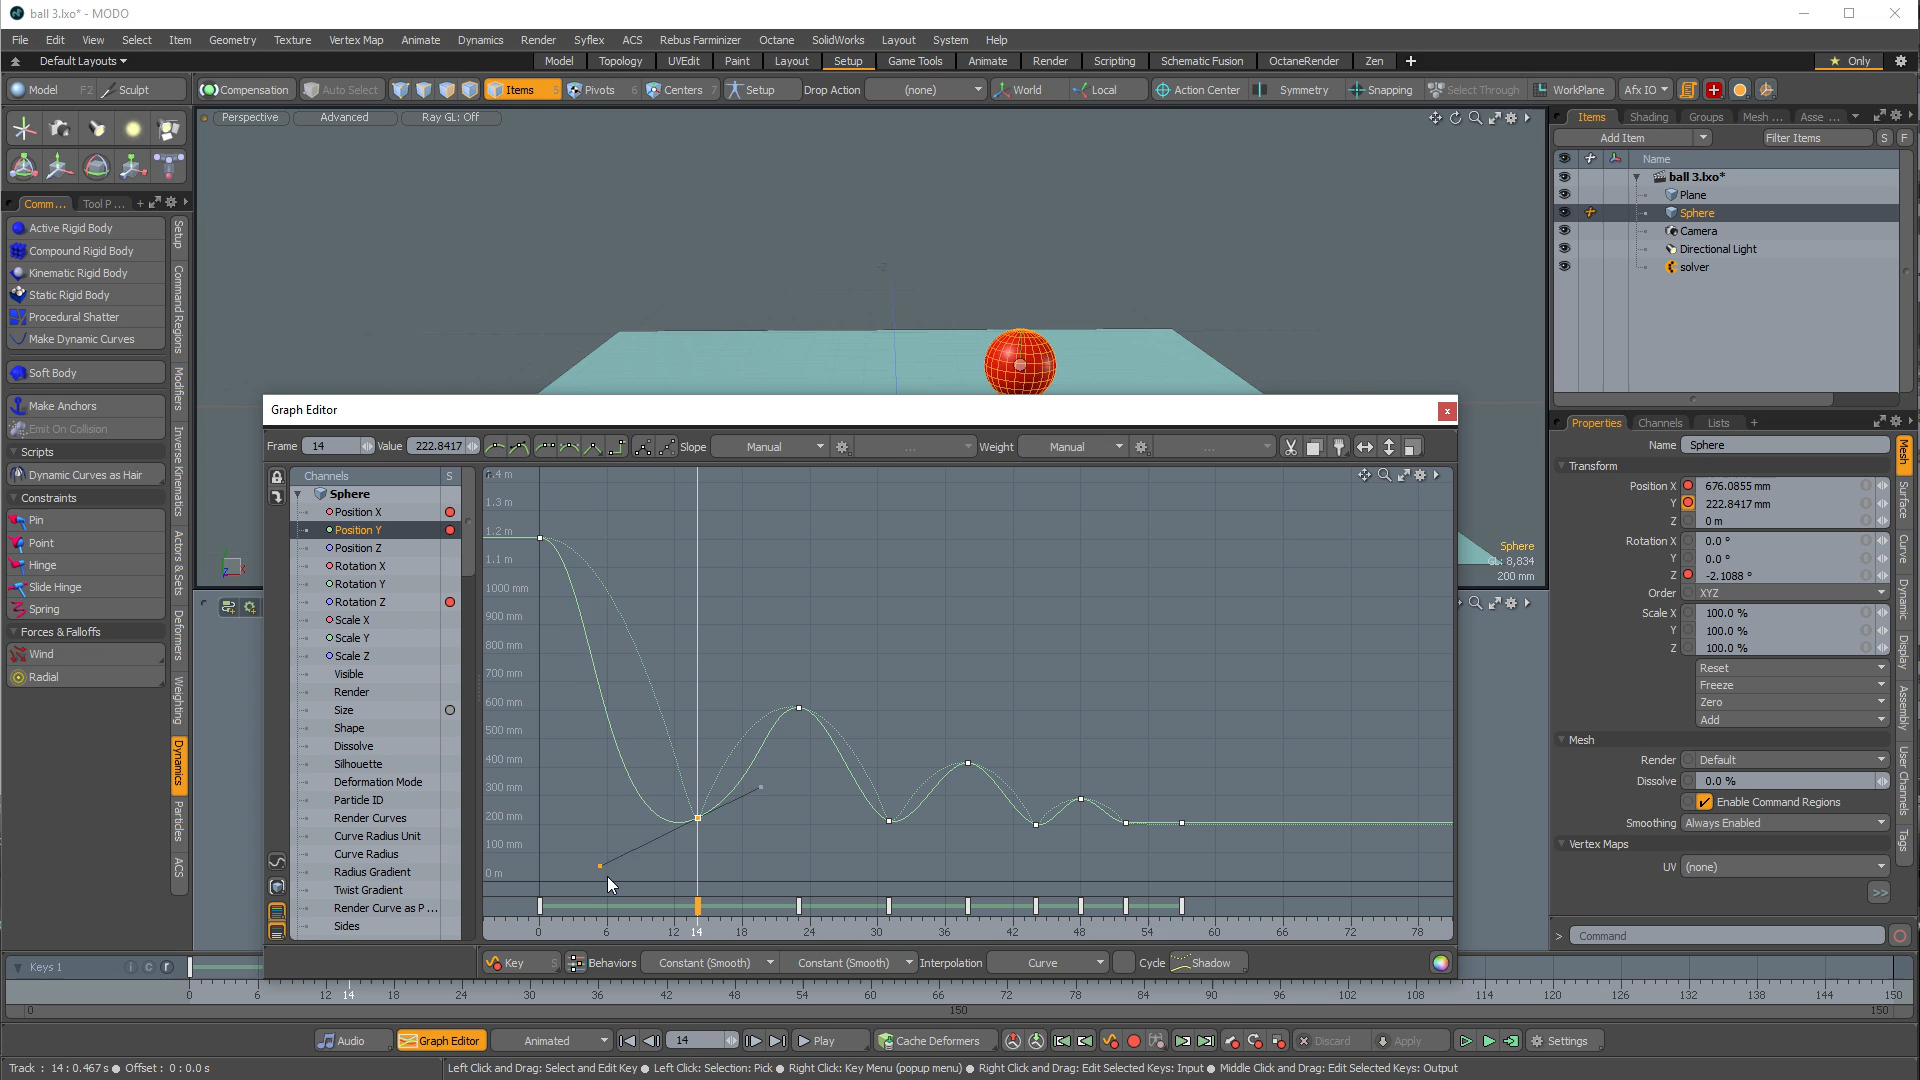 ball 3.lxo* - MODO
File Edit View Select Item Geometry Texture Vertex Map Animate Dynamics Render Syflex ACS Rebus Farminizer Octane SolidWorks Layout System Help
Default Layouts Model Topology UVEdit Paint Layout Setup Game Tools Animate Render Scripting Schematic Fusion OctaneRender Zen + Only
Model F2 Sculpt Compensation Auto Select Items 5 Pivots 6 Centers 7 Setup Drop Action (none) World Local Action Center Symmetry Snapping Select Through WorkPlane Afx IO
Perspective Advanced Ray GL: Off
Items Shading Groups Mesh ... Asse ...
Add Item Filter Items S F
Name
ball 3.lxo*
Plane
Sphere
Camera
Directional Light
solver
Comm... Tool P ... +
Active Rigid Body
Compound Rigid Body
Kinematic Rigid Body
Static Rigid Body
Procedural Shatter
Make Dynamic Curves
Soft Body
Make Anchors
Emit On Collision
Scripts
Dynamic Curves as Hair
Constraints
Pin
Point
Hinge
Slide Hinge
Spring
Forces & Falloffs
Wind
Radial
Setup
Command Regions
Modifiers
Inverse Kinematics
Actors & Sets
Deformers
Weighting
Dynamics
Particles
ACS
-Z
Sphere
GL: 8,834
200 mm
Graph Editor
Frame 14 Value 222.8417 Slope Manual ... Weight Manual ...
Channels S
Sphere
Position X
Position Y
Position Z
Rotation X
Rotation Y
Rotation Z
Scale X
Scale Y
Scale Z
Visible
Render
Size
Shape
Dissolve
Silhouette
Deformation Mode
Particle ID
Render Curves
Curve Radius Unit
Curve Radius
Radius Gradient
Twist Gradient
Render Curve as P ...
Sides
.4 m
1.3 m
1.2 m
1.1 m
1000 mm
900 mm
800 mm
700 mm
600 mm
500 mm
400 mm
300 mm
200 mm
100 mm
0 m
0 6 12 14 18 24 30 36 42 48 54 60 66 72 78
Key S Behaviors Constant (Smooth) Constant (Smooth) Interpolation Curve Cycle Shadow
Properties Channels Lists +
Name Sphere
Transform
Position X 676.0855 mm
Y 222.8417 mm
Z 0 m
Rotation X 0.0 °
Y 0.0 °
Z -2.1088 °
Order XYZ
Scale X 100.0 %
Y 100.0 %
Z 100.0 %
Reset
Freeze
Zero
Add
Mesh
Render Default
Dissolve 0.0 %
Enable Command Regions
Smoothing Always Enabled
Vertex Maps
UV (none)
>>
Mesh
Surface
Curve
Dynamic
Display
Assembly
User Channels
Tags
> Command
Keys 1 i c r
0 6 12 14 18 24 30 36 42 48 54 60 66 72 78 84 90 96 102 108 114 120 126 132 138 144 150
0 150 150
Audio Graph Editor Animated 14 Play Cache Deformers Discard Apply Settings
Track : 14 : 0.467 s Offset : 0 : 0.0 s Left Click and Drag: Select and Edit Key Left Click: Selection: Pick Right Click: Key Menu (popup menu) Right Click and Drag: Edit Selected Keys: Input Middle Click and Drag: Edit Selected Keys: Output